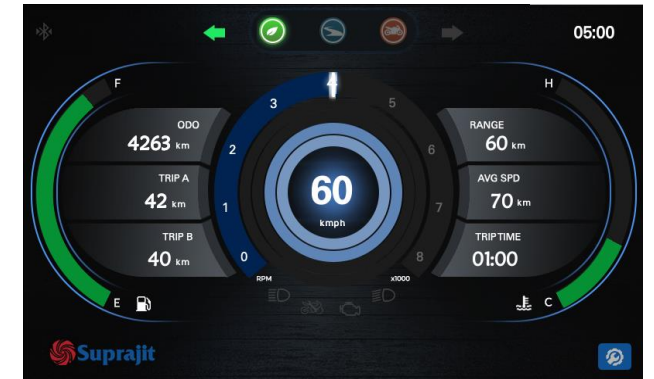 05:00
F
H
ODO
4263 km
TRIP A
42 km
TRIP B
40 km
E
3
4
5
2
6
1
7
0
8
RPM
x1000
60
kmph
RANGE
60 km
AVG SPD
70 km
TRIPTIME
01:00
C
Suprajit